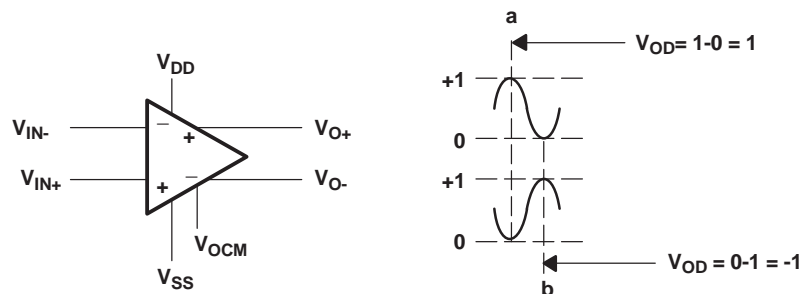 a
V_OD= 1-0 = 1
V_DD
+1
V_IN-
−
+
V_O+
0
V_IN+
+
−
V_O-
+1
V_OCM
0
V_SS
V_OD = 0-1 = -1
b